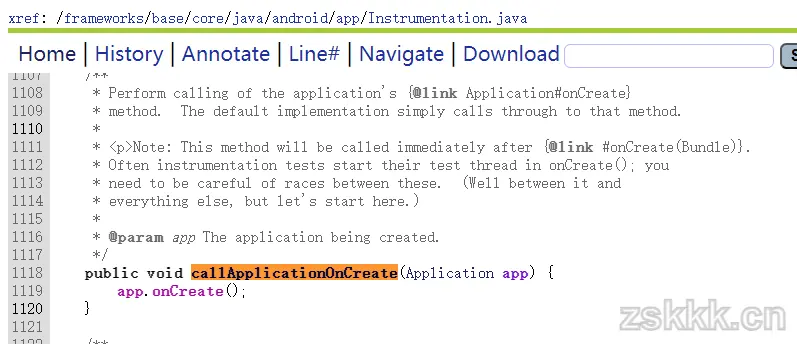 xref: /frameworks/base/core/java/android/app/Instrumentation.java
Home | History | Annotate | Line# | Navigate | Download S
1107 /**
1108 * Perform calling of the application's {@link Application#onCreate}
1109 * method.  The default implementation simply calls through to that method.
1110 *
1111 * <p>Note: This method will be called immediately after {@link #onCreate(Bundle)}.
1112 * Often instrumentation tests start their test thread in onCreate(); you
1113 * need to be careful of races between these.  (Well between it and
1114 * everything else, but let's start here.)
1115 *
1116 * @param app The application being created.
1117 */
1118 public void callApplicationOnCreate(Application app) {
1119 app.onCreate();
1120 }
1121
1122 /**
zskkk.cn